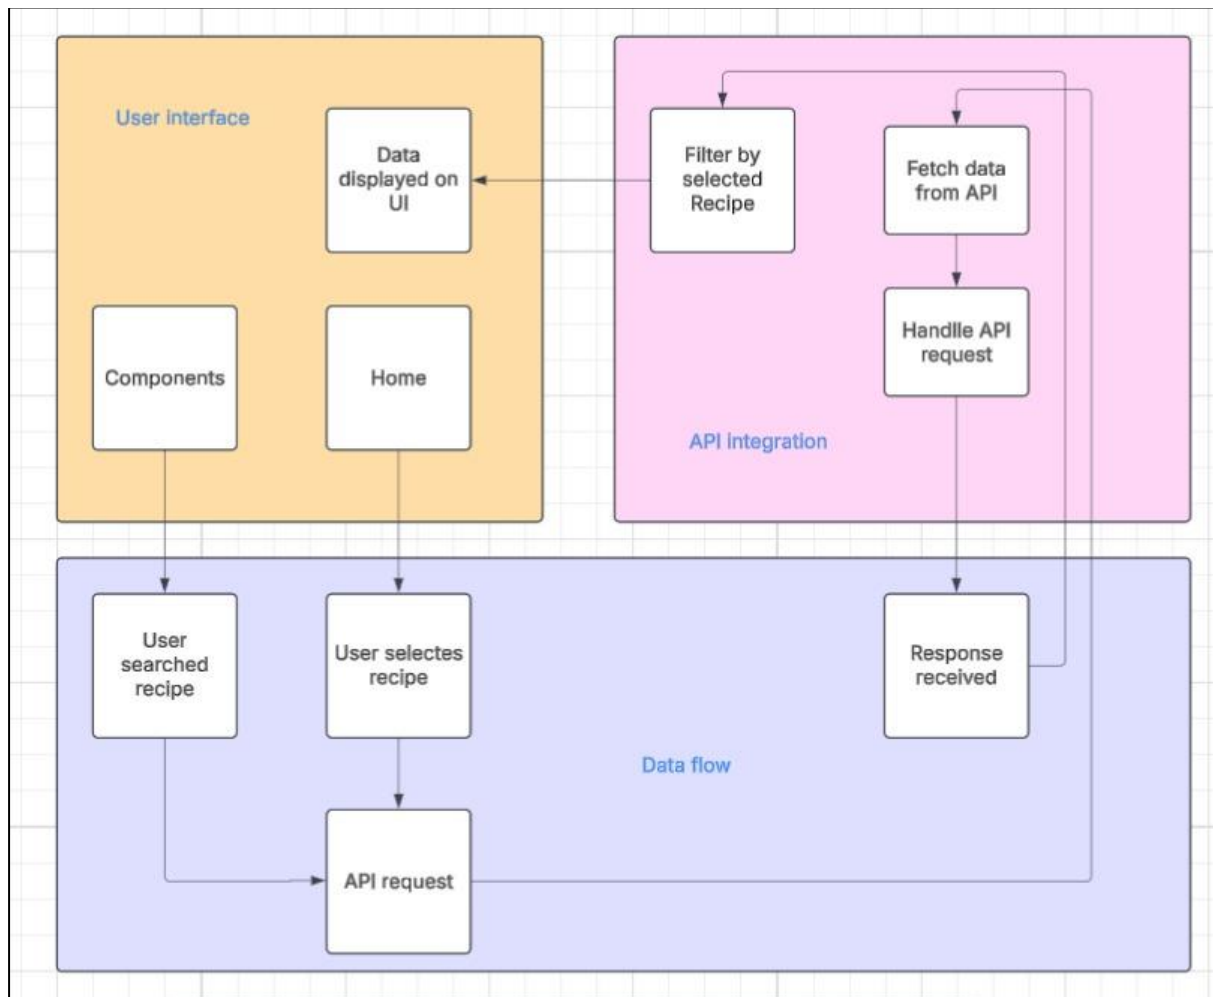 User interface
Data
displayed on
UI
Components
Home
Filter by
selected
Recipe
Fetch data
from API
Handlle API
request
API integration
User
searched
recipe
User selectes
recipe
Response
received
Data flow
API request